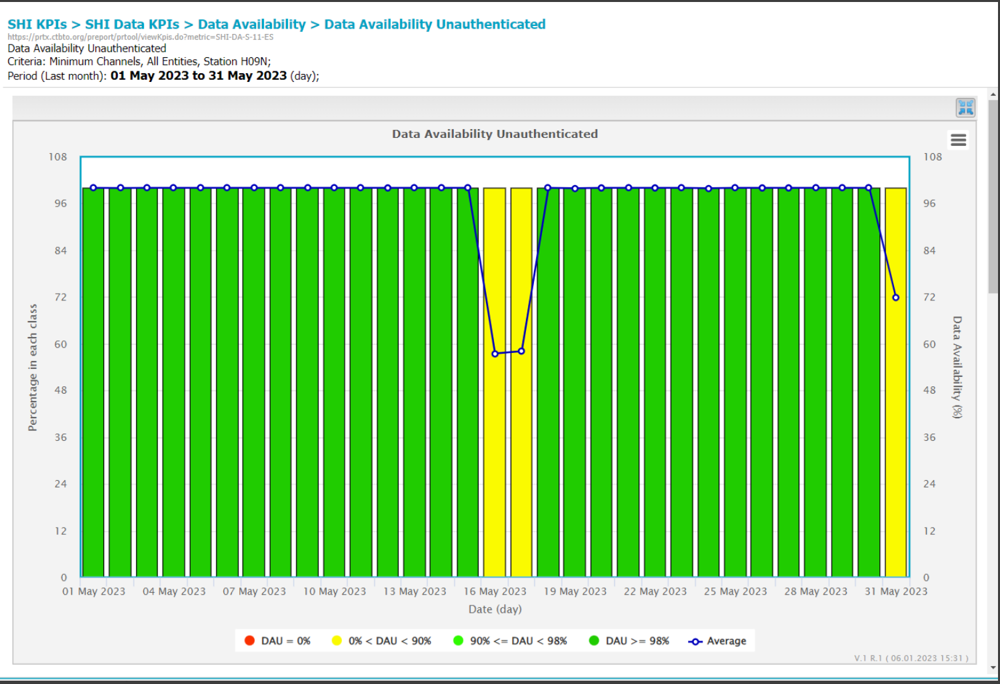 SHI KPIs > SHI Data KPIs > Data Availability > Data Availability Unauthenticated
https://prtx.ctbto.org/preport/prtool/viewKpis.do?metric=SHI-DA-S-11-ES
Data Availability Unauthenticated
Criteria: Minimum Channels, All Entities, Station H09N;
Period (Last month): 01 May 2023 to 31 May 2023 (day);
Data Availability Unauthenticated
108 108
96 96
84 84
72 72
60 60
48 48
36 36
24 24
12 12
0 0
Percentage in each class
Data Availability (%)
01 May 2023 04 May 2023 07 May 2023 10 May 2023 13 May 2023 16 May 2023 19 May 2023 22 May 2023 25 May 2023 28 May 2023 31 May 2023
Date (day)
DAU = 0% 0% < DAU < 90% 90% <= DAU < 98% DAU >= 98% Average
V.1 R.1 ( 06.01.2023 15:31 )